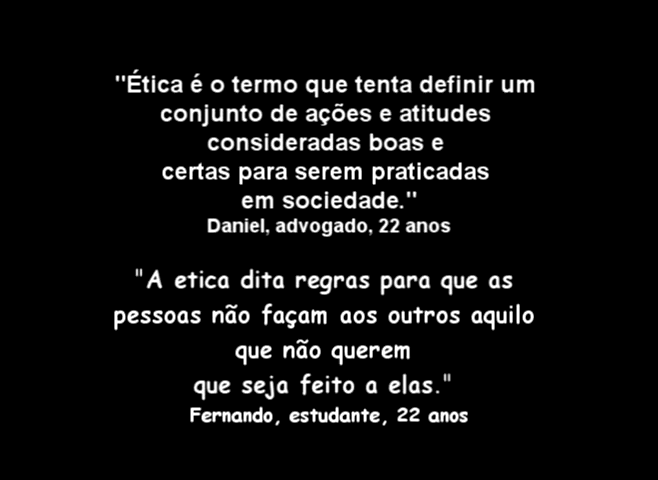 "Ética é o termo que tenta definir um
conjunto de ações e atitudes
consideradas boas e
certas para serem praticadas
em sociedade."
Daniel, advogado, 22 anos
"A etica dita regras para que as
pessoas não façam aos outros aquilo
que não querem
que seja feito a elas."
Fernando, estudante, 22 anos